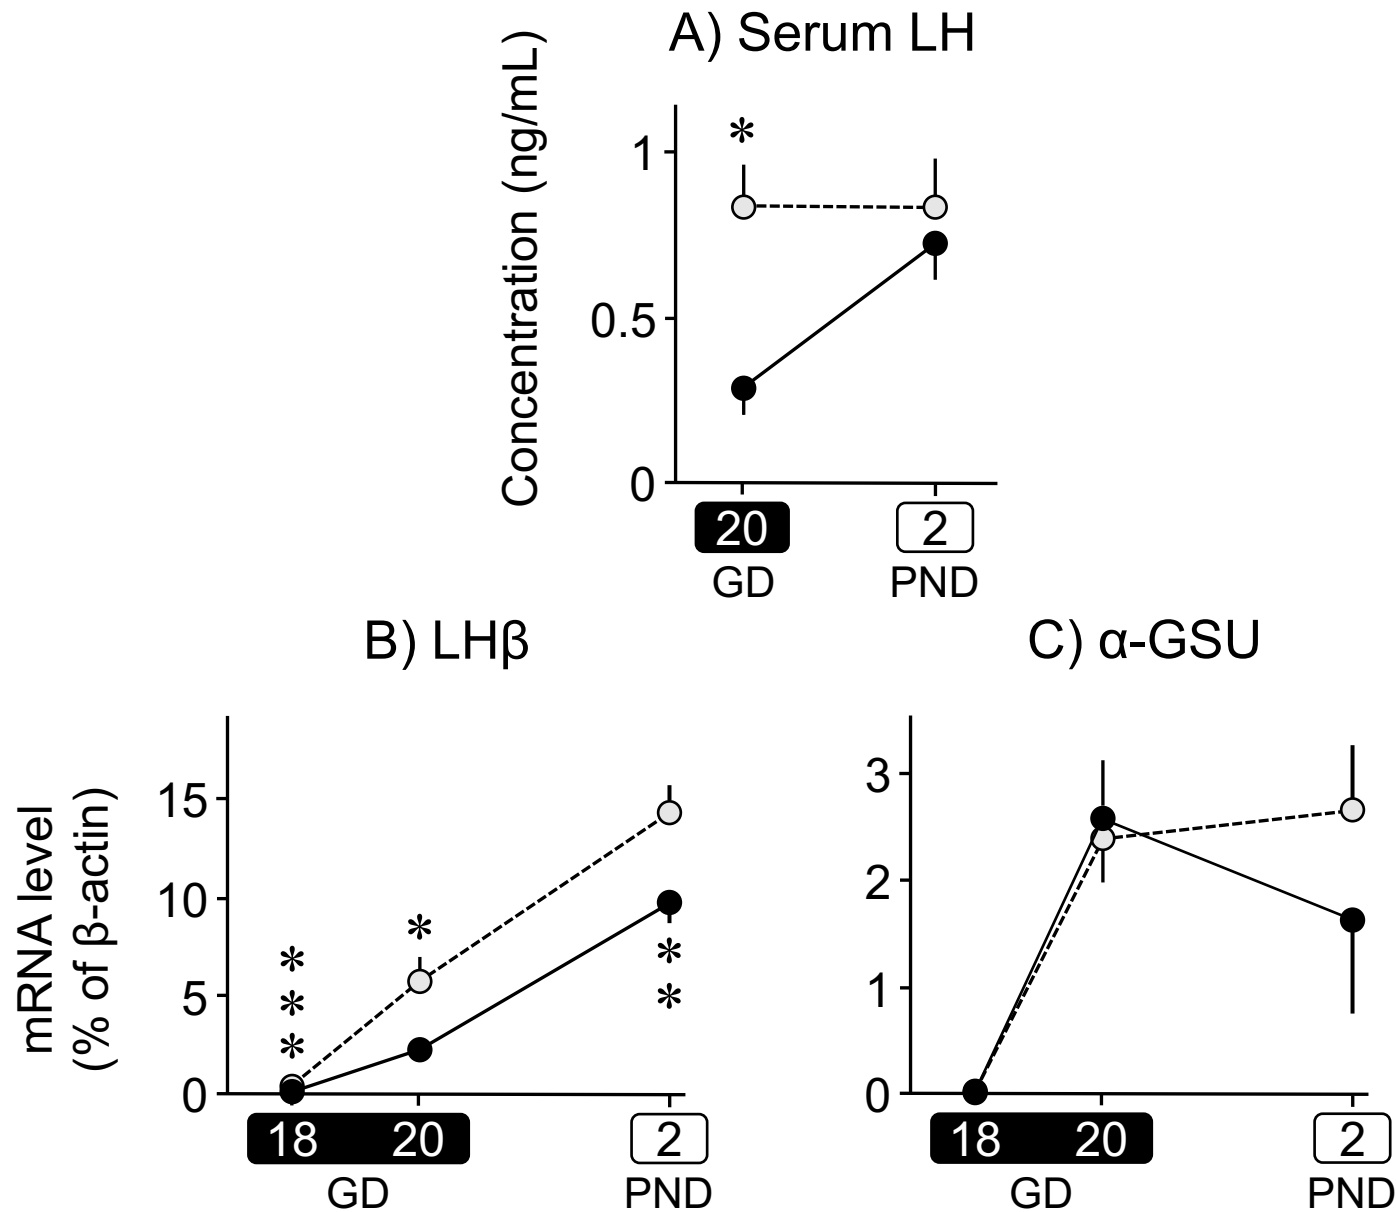 A) Serum LH
Concentration (ng/mL)
*
1
0.5
0
20
2
GD
PND
B) LHβ
C) α-GSU
mRNA level
(% of β-actin)
15
10
5
0
*
*
*
*
*
*
18
20
2
GD
PND
3
2
1
0
18
20
2
GD
PND